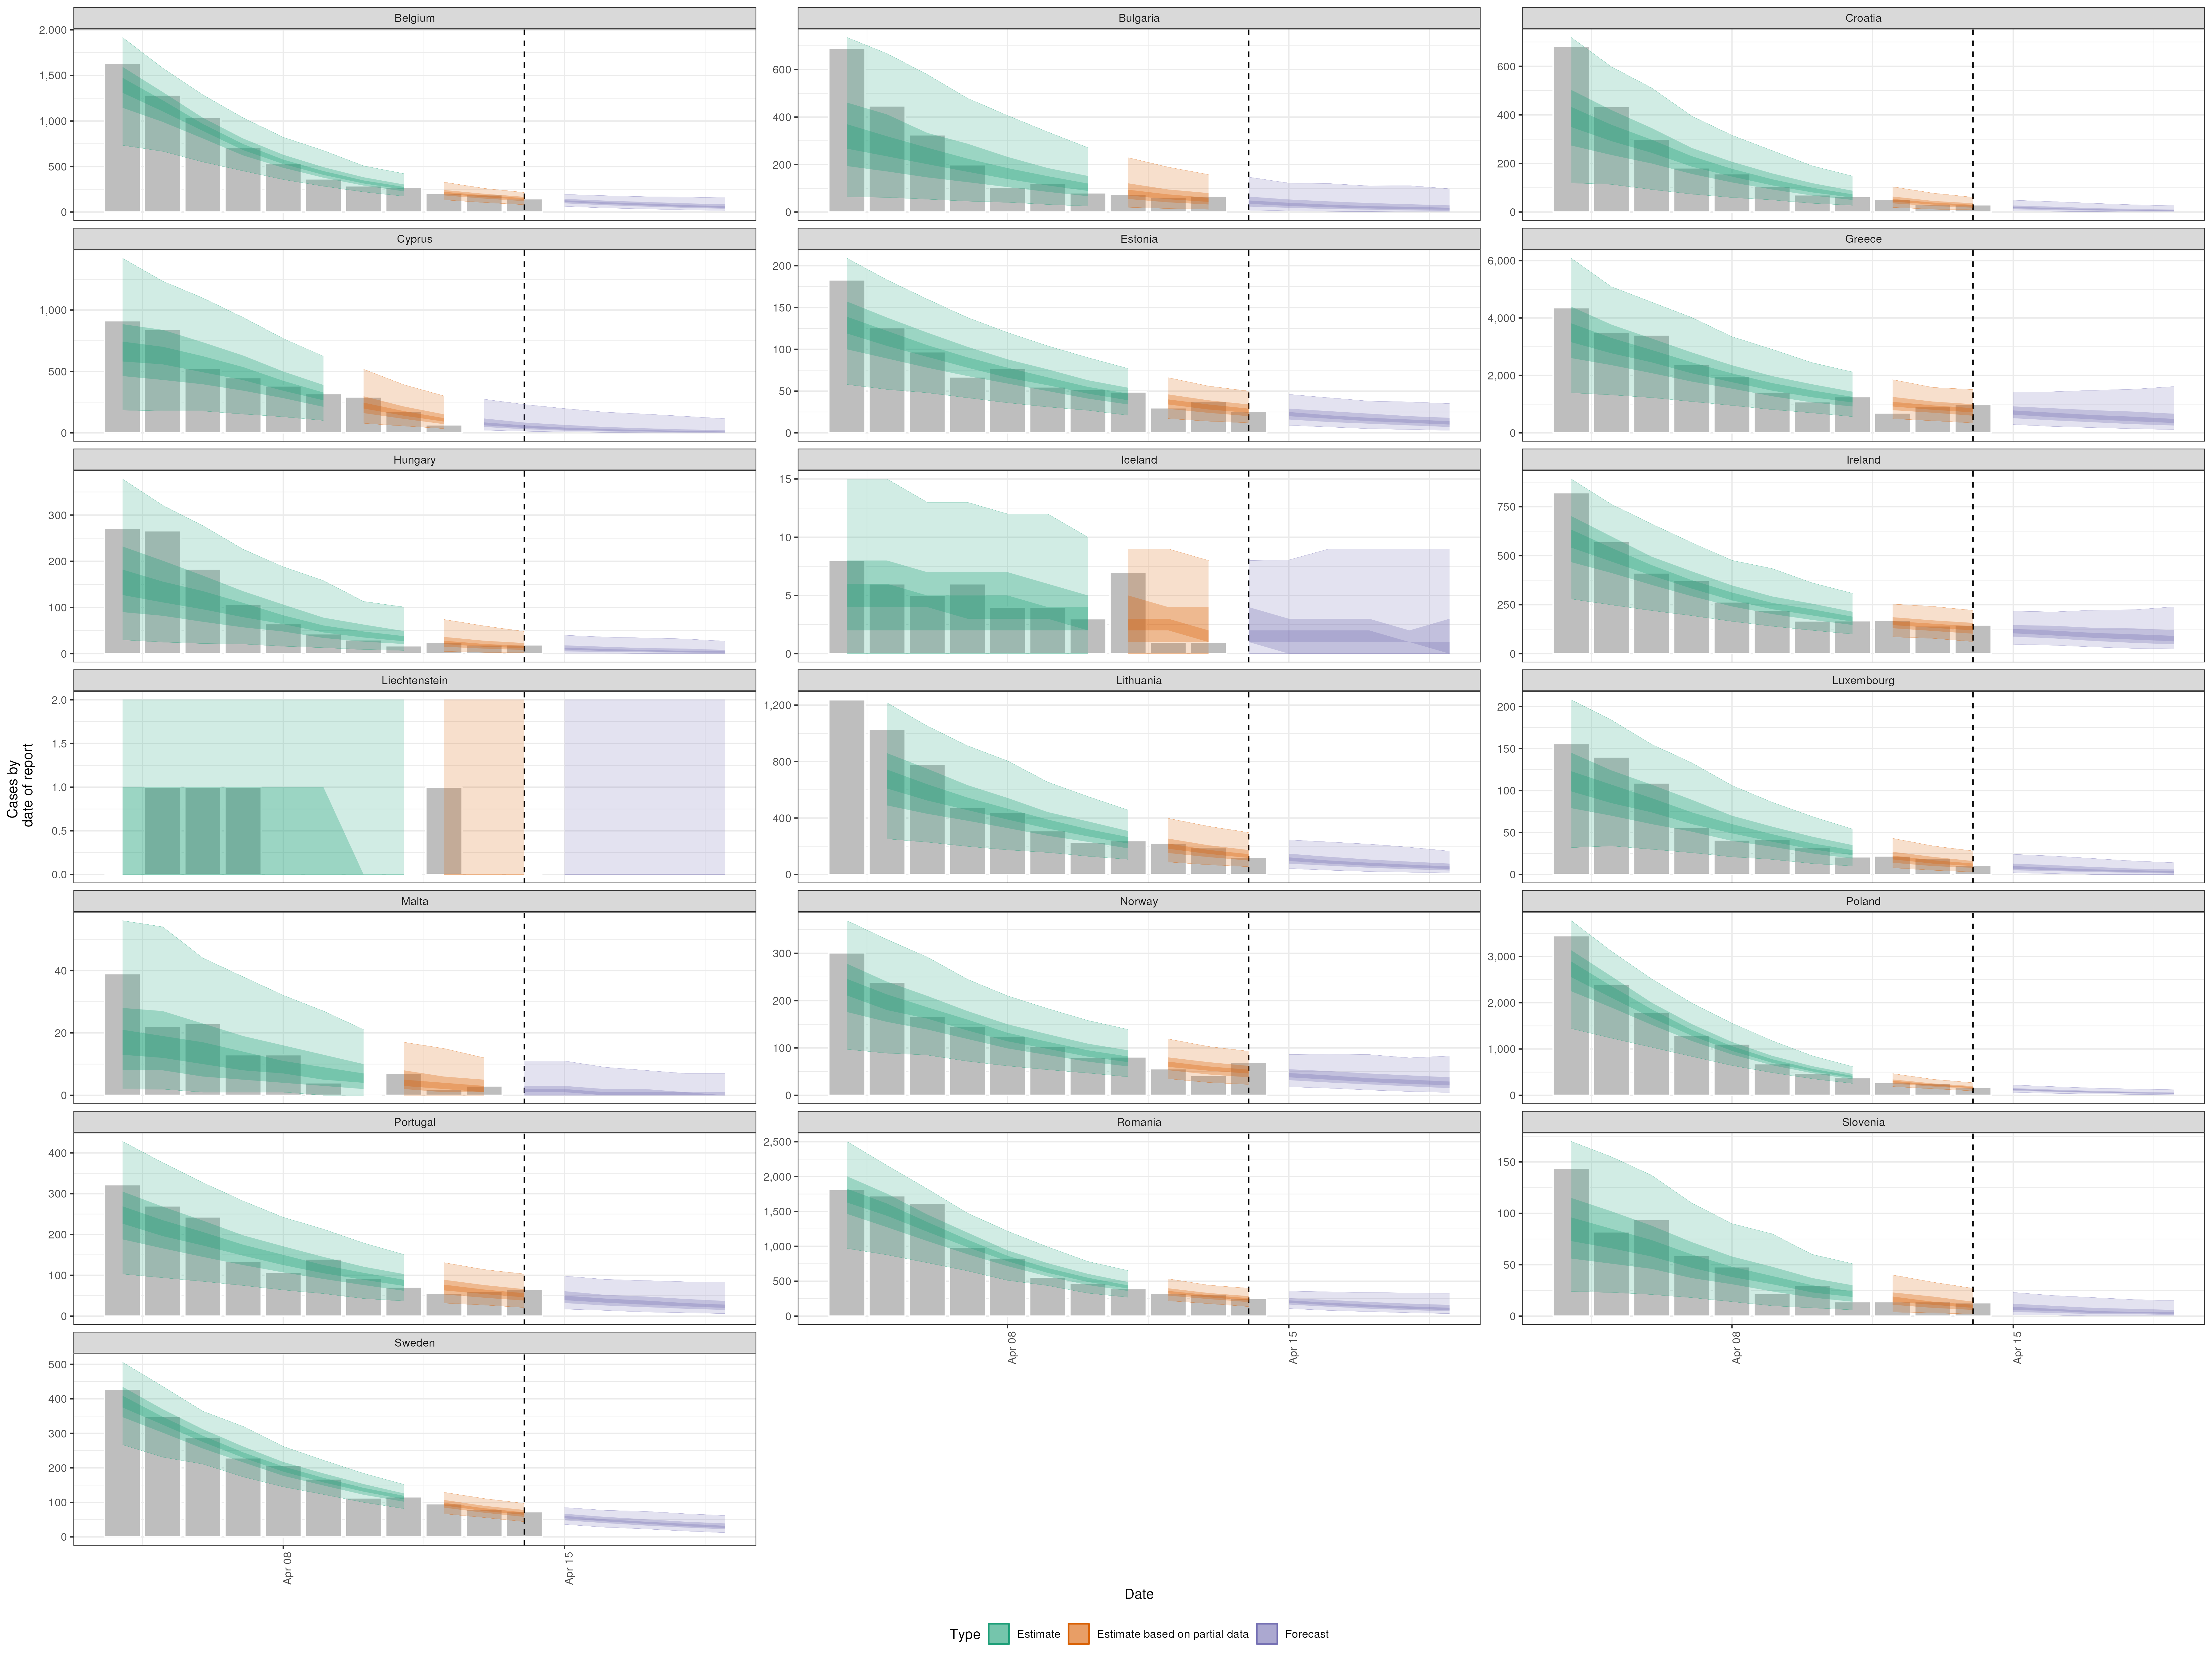 Belgium
Bulgaria
Croatia
2,000
1,500
1,000
500
0
600
400
200
0
600
400
200
0
Cyprus
Estonia
Greece
1,000
500
0
200
150
100
50
0
6,000
4,000
2,000
0
Hungary
Iceland
Ireland
300
200
100
0
15
10
5
0
750
500
250
0
Liechtenstein
Lithuania
Luxembourg
2.0
1.5
1.0
0.5
0.0
1,200
800
400
0
200
150
100
50
0
Cases by
date of report
Malta
Norway
Poland
40
20
0
300
200
100
0
3,000
2,000
1,000
0
Portugal
Romania
Slovenia
400
300
200
100
0
2,500
2,000
1,500
1,000
500
0
150
100
50
0
Apr 08
Apr 15
Apr 08
Apr 15
Sweden
500
400
300
200
100
0
Apr 08
Apr 15
Date
Type
Estimate
Estimate based on partial data
Forecast